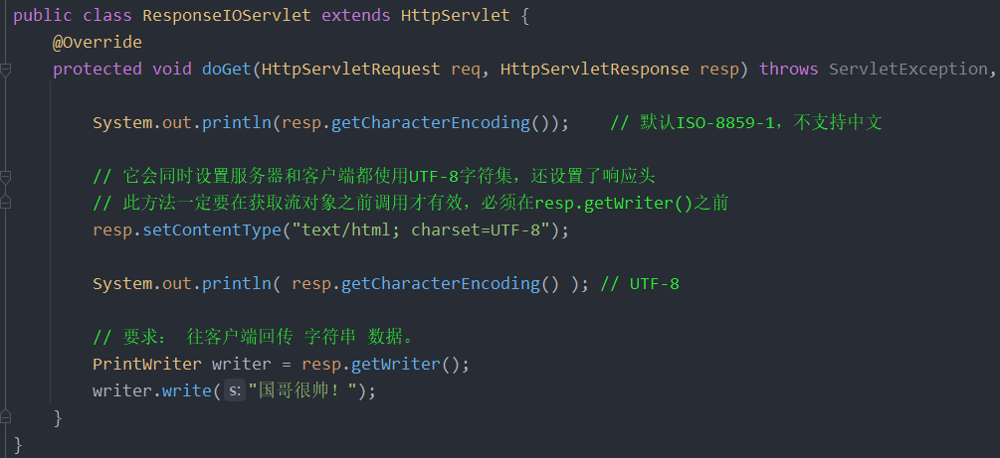 public class ResponseIOServlet extends HttpServlet {
@Override
protected void doGet(HttpServletRequest req, HttpServletResponse resp) throws ServletException,
System.out.println(resp.getCharacterEncoding());    // 默认ISO-8859-1，不支持中文
// 它会同时设置服务器和客户端都使用UTF-8字符集，还设置了响应头
// 此方法一定要在获取流对象之前调用才有效，必须在resp.getWriter()之前
resp.setContentType("text/html; charset=UTF-8");
System.out.println( resp.getCharacterEncoding() ); // UTF-8
// 要求： 往客户端回传 字符串 数据。
PrintWriter writer = resp.getWriter();
writer.write( s: "国哥很帅！");
}
}